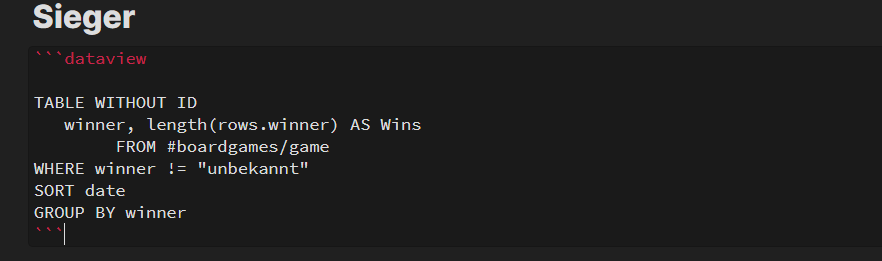 Sieger
```dataview
TABLE WITHOUT ID
winner, length(rows.winner) AS Wins
FROM #boardgames/game
WHERE winner != "unbekannt"
SORT date
GROUP BY winner
```